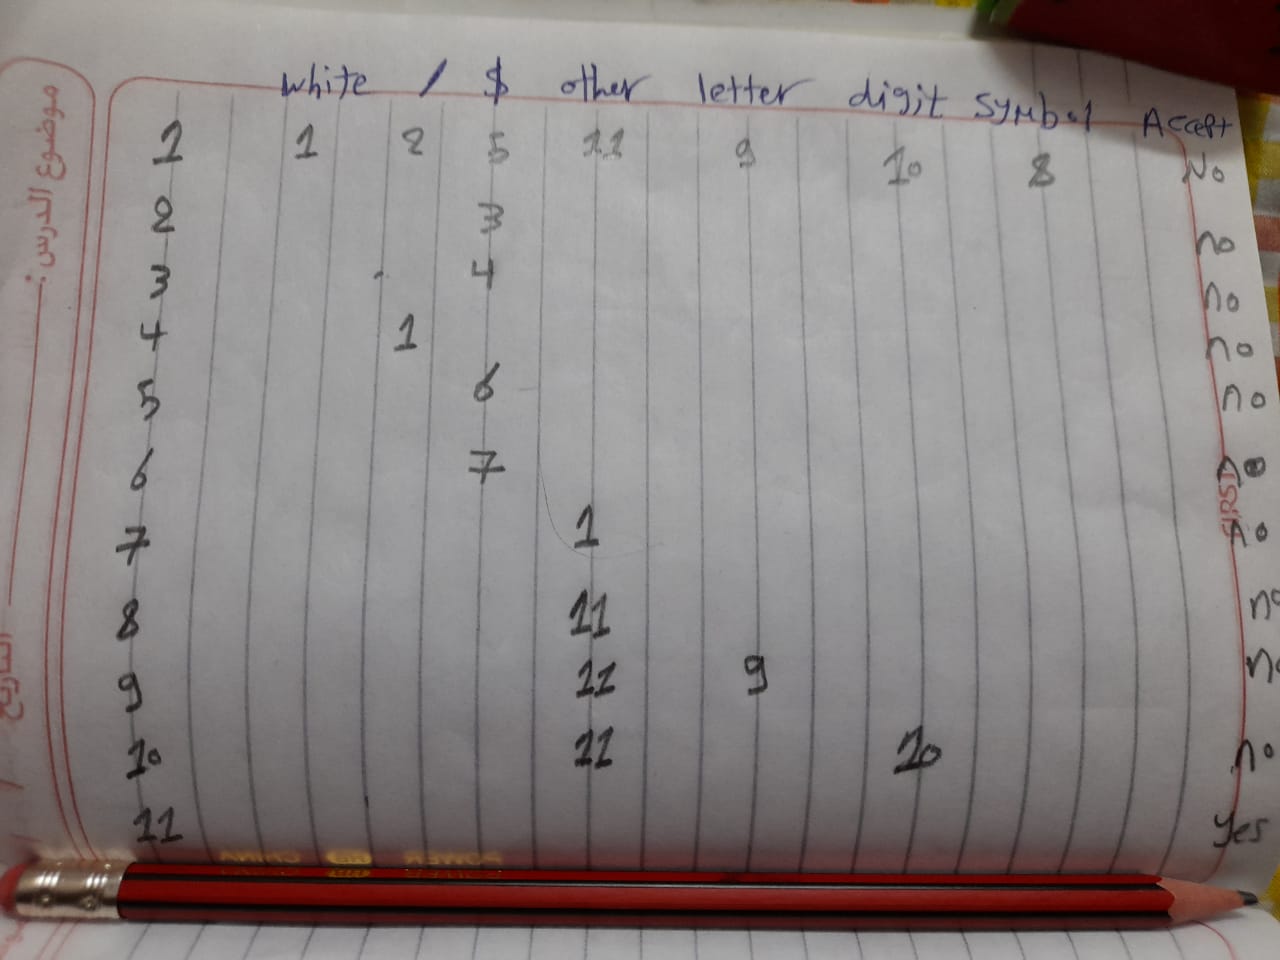 white / $ other letter digit symbol Accept
1 1 2 5 11 9 10 8 No
2 3 no
3 4 no
4 1 no
5 6 no
6 7 no
7 1 no
8 11 no
9 11 9 no
10 11 10 no
11 yes
موضوع الدرس :
التاريخ
FIRST